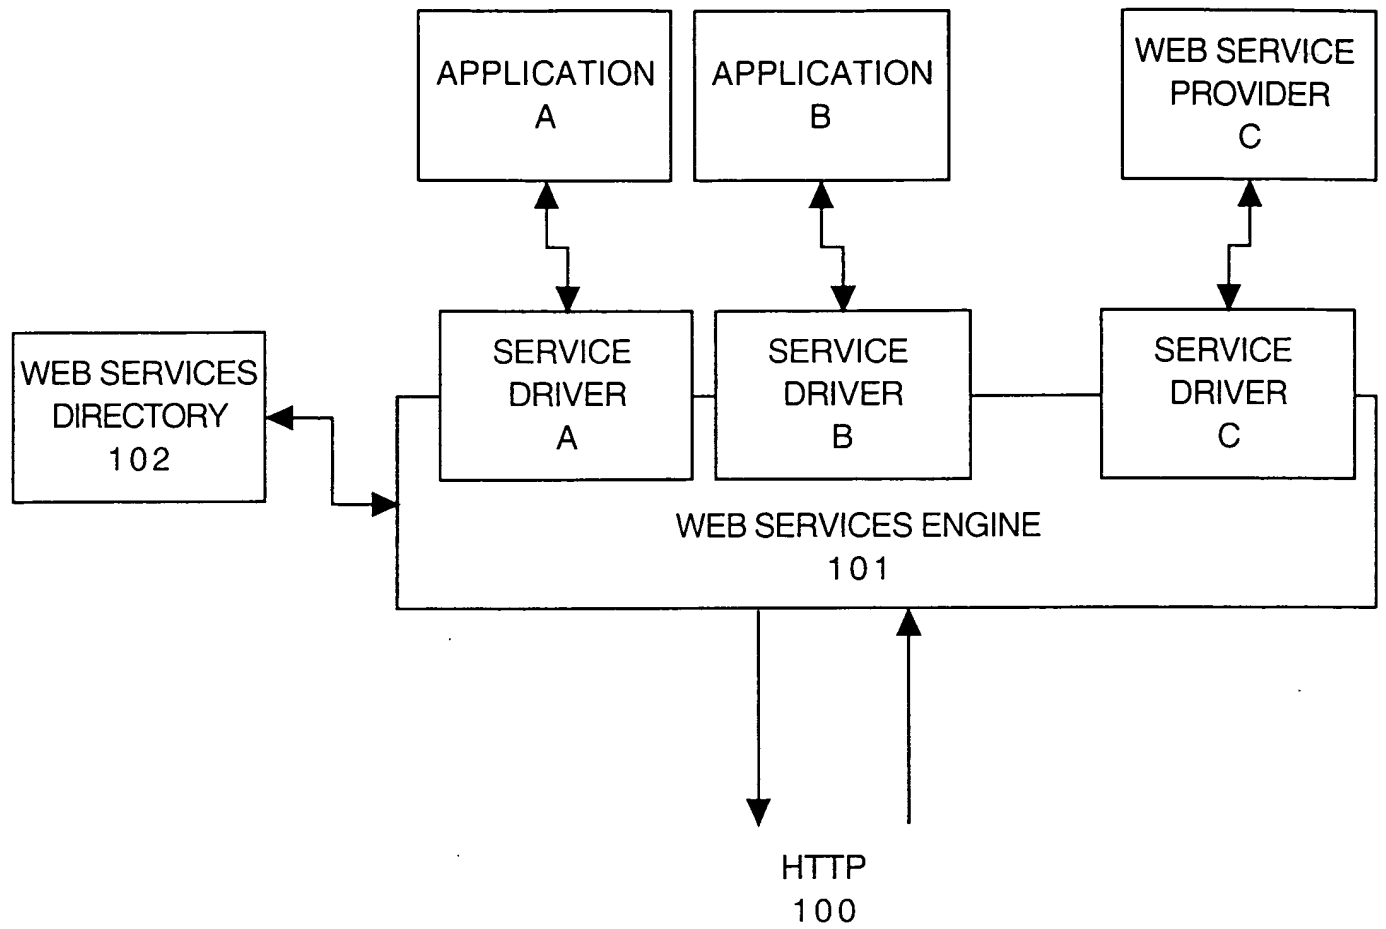 APPLICATION
A
APPLICATION
B
WEB SERVICE
PROVIDER
C
WEB SERVICES
DIRECTORY
102
SERVICE
DRIVER
A
SERVICE
DRIVER
B
SERVICE
DRIVER
C
WEB SERVICES ENGINE
101
HTTP
100